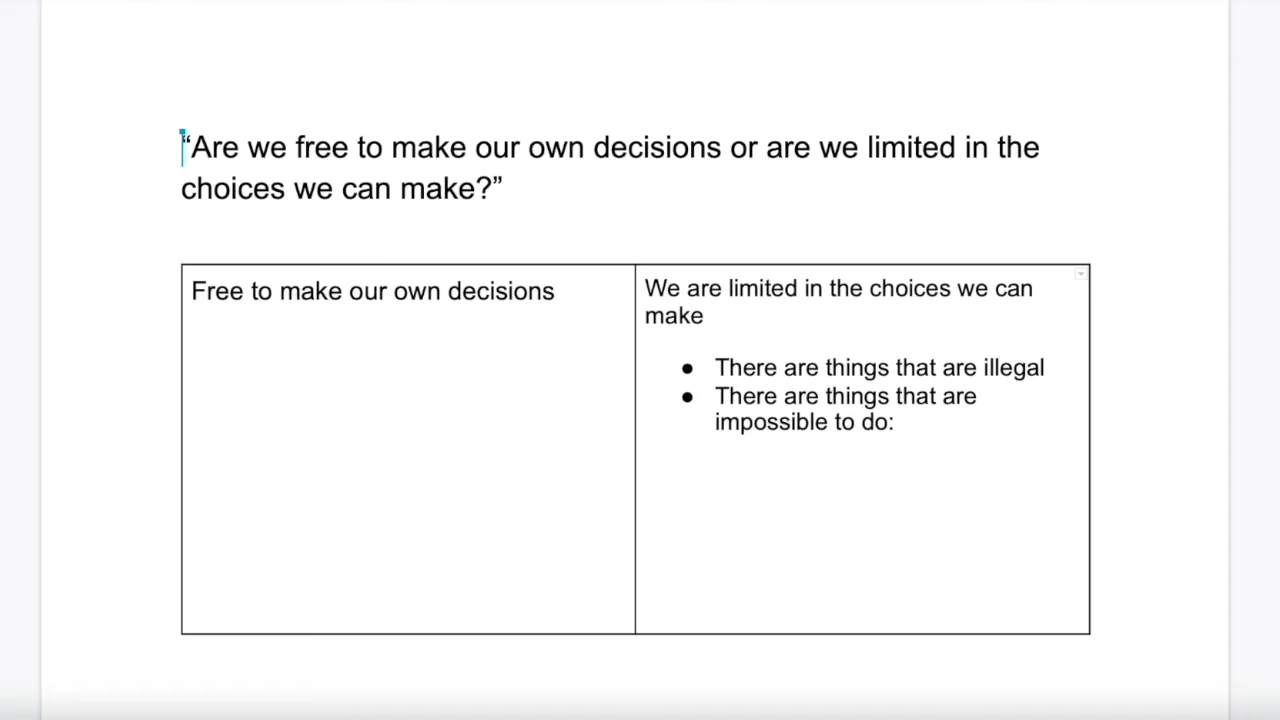 “Are we free to make our own decisions or are we limited in the
choices we can make?”
Free to make our own decisions
We are limited in the choices we can
make
● There are things that are illegal
● There are things that are
impossible to do: